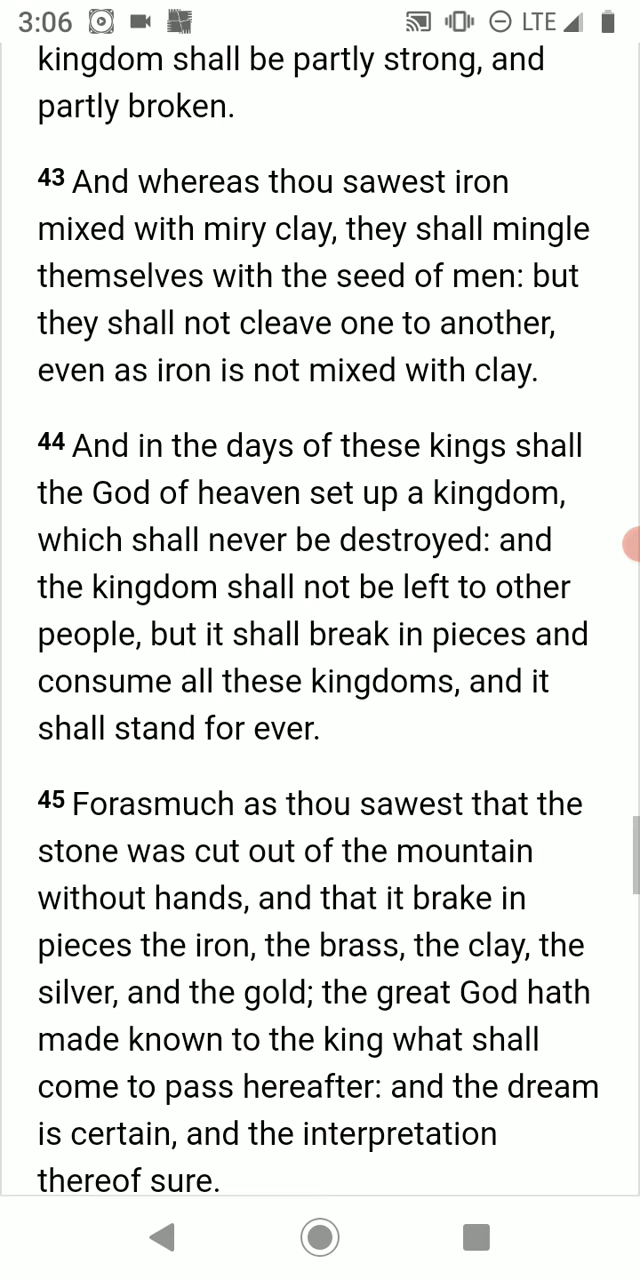 3:06 LTE
kingdom shall be partly strong, and
partly broken.
43 And whereas thou sawest iron
mixed with miry clay, they shall mingle
themselves with the seed of men: but
they shall not cleave one to another,
even as iron is not mixed with clay.
44 And in the days of these kings shall
the God of heaven set up a kingdom,
which shall never be destroyed: and
the kingdom shall not be left to other
people, but it shall break in pieces and
consume all these kingdoms, and it
shall stand for ever.
45 Forasmuch as thou sawest that the
stone was cut out of the mountain
without hands, and that it brake in
pieces the iron, the brass, the clay, the
silver, and the gold; the great God hath
made known to the king what shall
come to pass hereafter: and the dream
is certain, and the interpretation
thereof sure.